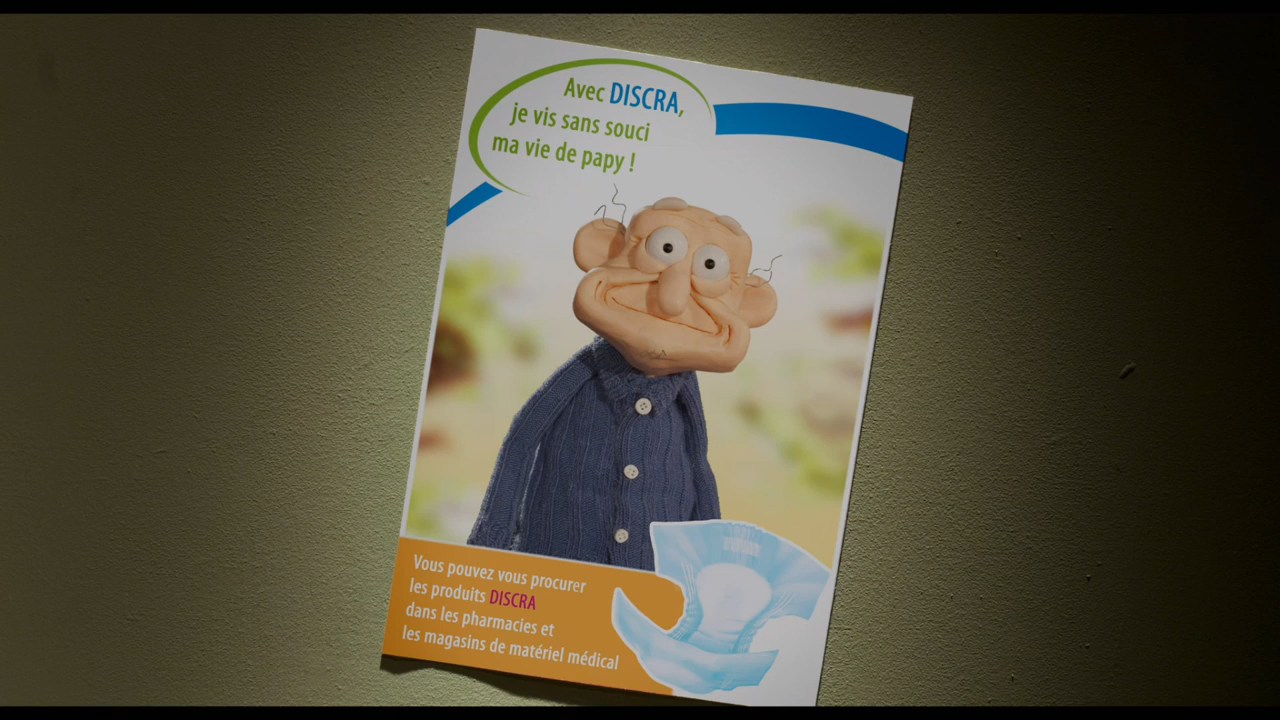 Avec DISCRA,
je vis sans souci
ma vie de papy !
Vous pouvez vous procurer
les produits DISCRA
dans les pharmacies et
les magasins de matériel médical